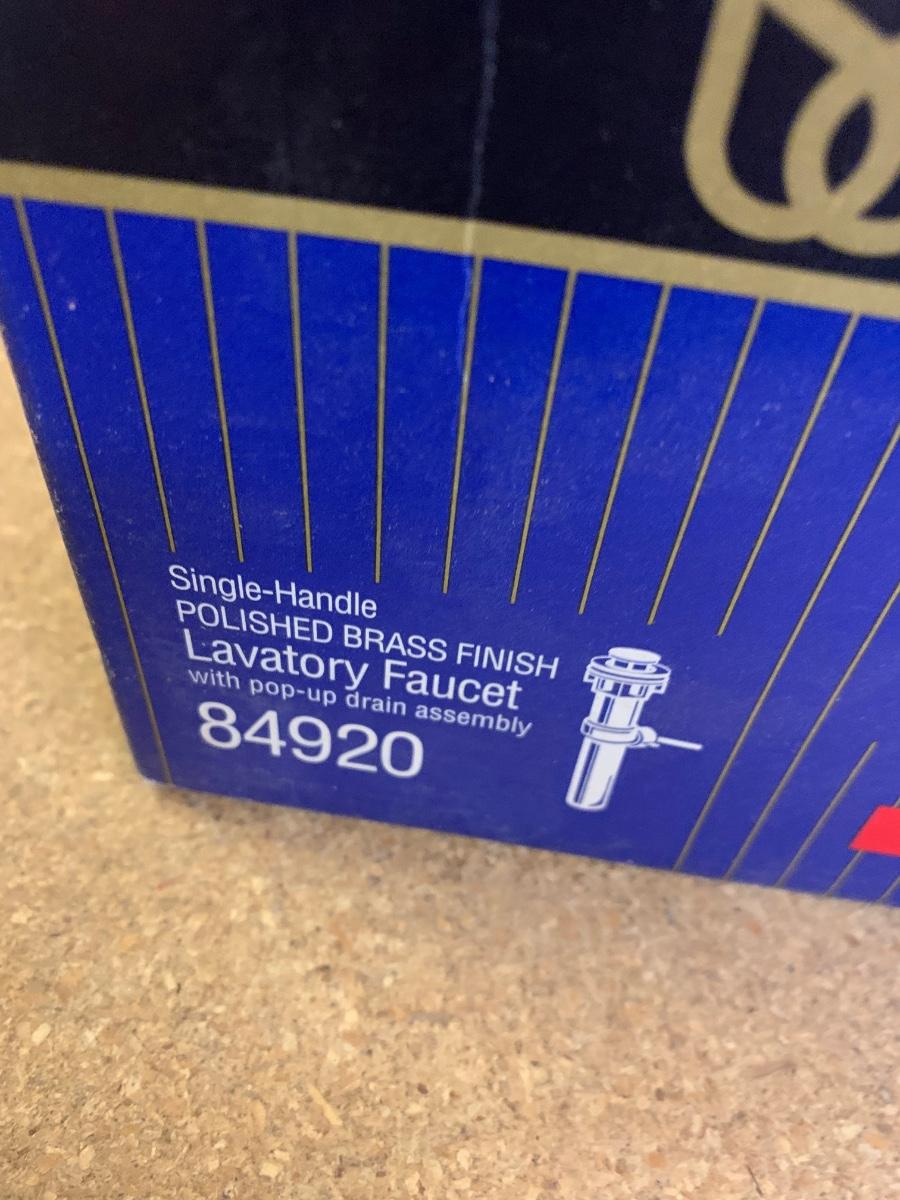 Single-Handle
POLISHED BRASS FINISH
Lavatory Faucet
with pop-up drain assembly
84920